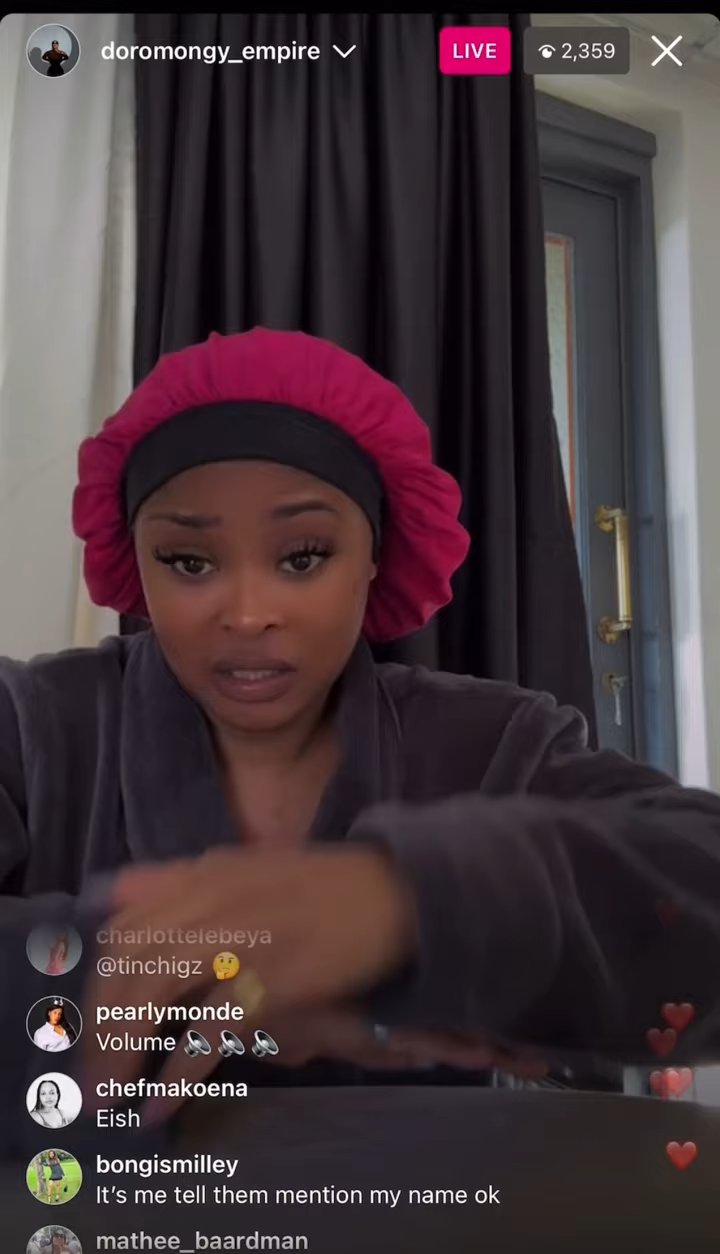 doromongy_empire
LIVE
2,359
charlottelebeya
@tinchigz 🤔
pearlymonde
Volume 🔈🔈🔈
chefmakoena
Eish
bongismilley
It’s me tell them mention my name ok
mathee_baardman